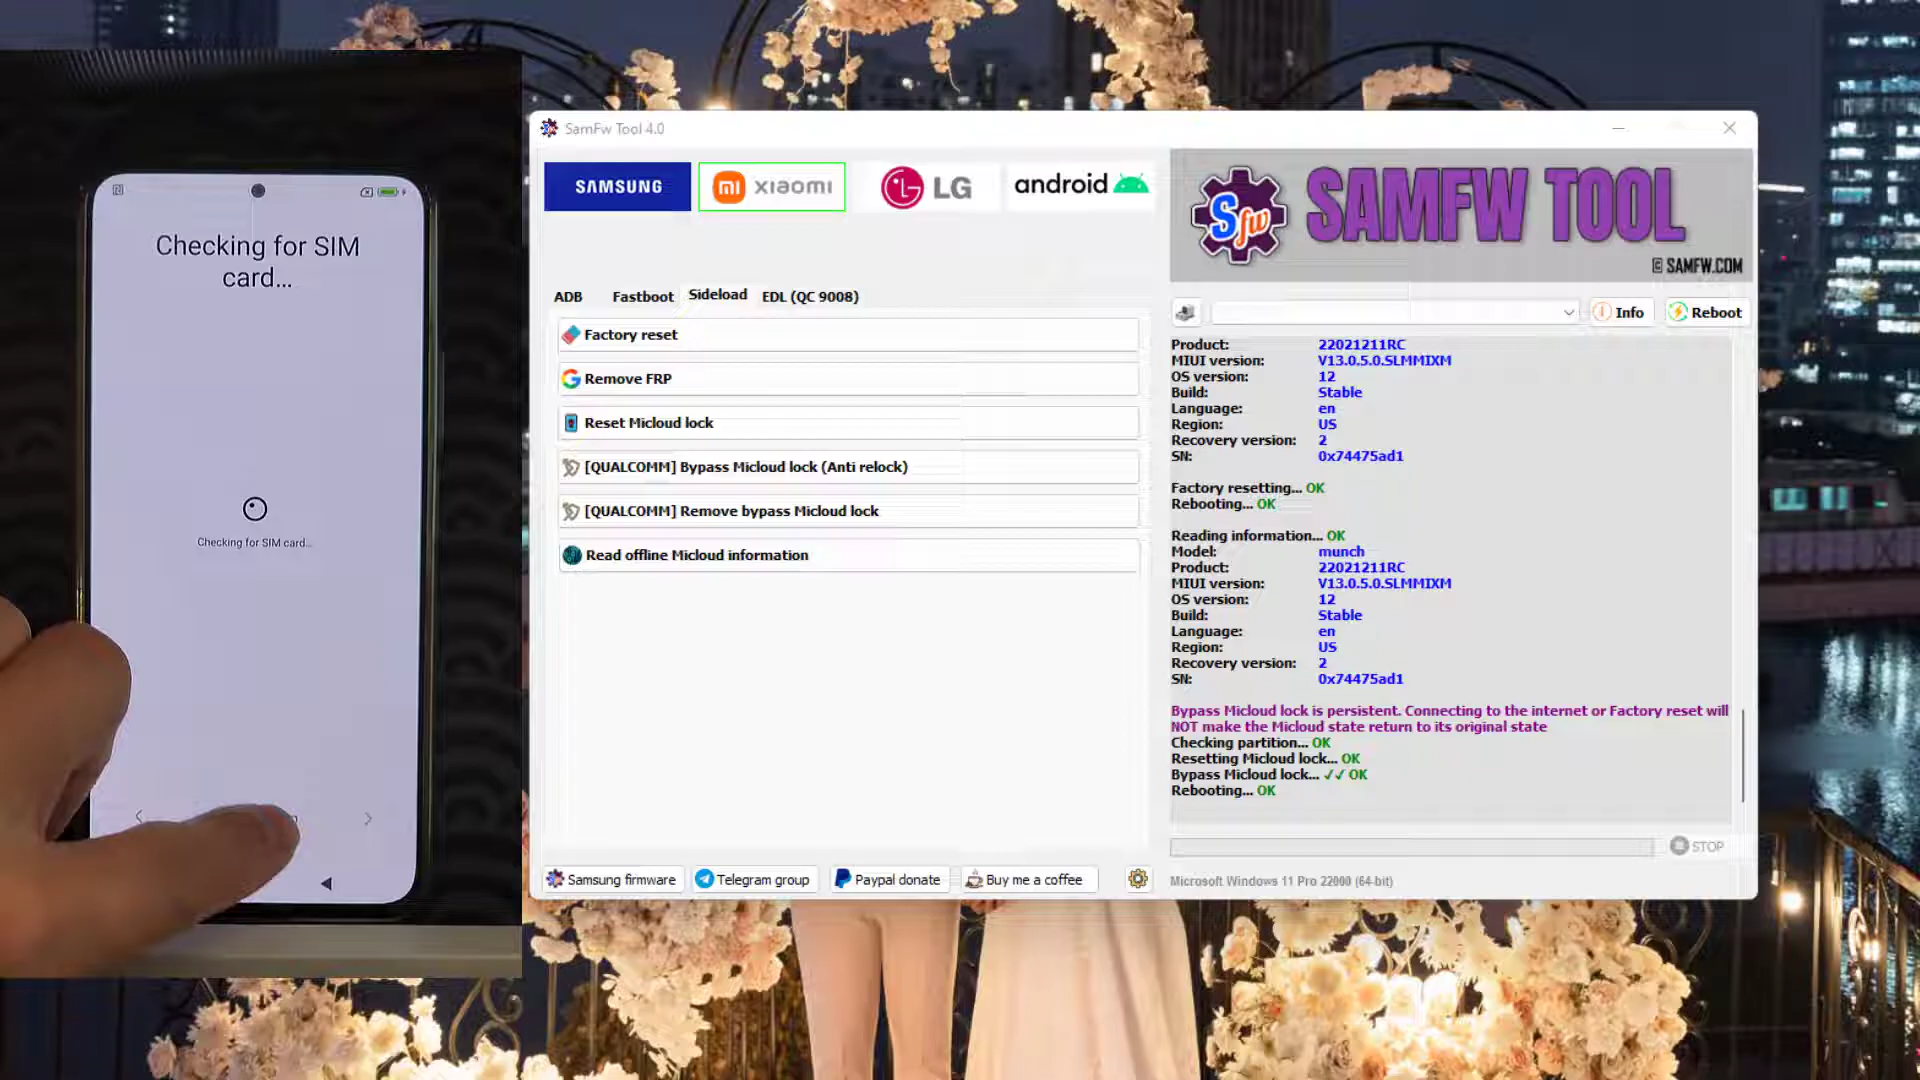 Checking for SIM
card...
Checking for SIM card...
SamFw Tool 4.0
SAMSUNG
mi xiaomi
LG
android
ADB
Fastboot
Sideload
EDL (QC 9008)
Factory reset
Remove FRP
Reset Micloud lock
[QUALCOMM] Bypass Micloud lock (Anti relock)
[QUALCOMM] Remove bypass Micloud lock
Read offline Micloud information
Samsung firmware
Telegram group
Paypal donate
Buy me a coffee
Sfw SAMFW TOOL
© SAMFW.COM
Info
Reboot
Product: 22021211RC
MIUI version: V13.0.5.0.SLMMIXM
OS version: 12
Build: Stable
Language: en
Region: US
Recovery version: 2
SN: 0x74475ad1
Factory resetting... OK
Rebooting... OK
Reading information... OK
Model: munch
Product: 22021211RC
MIUI version: V13.0.5.0.SLMMIXM
OS version: 12
Build: Stable
Language: en
Region: US
Recovery version: 2
SN: 0x74475ad1
Bypass Micloud lock is persistent. Connecting to the internet or Factory reset will
NOT make the Micloud state return to its original state
Checking partition... OK
Resetting Micloud lock... OK
Bypass Micloud lock... ✓✓ OK
Rebooting... OK
STOP
Microsoft Windows 11 Pro 22000 (64-bit)